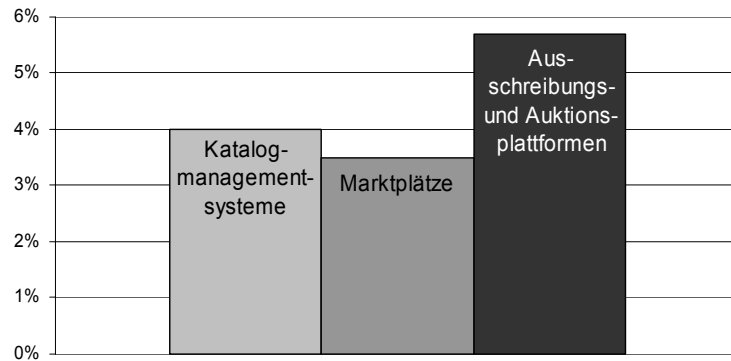 6%
5%
4%
3%
2%
1%
0%
Katalog-
management-
systeme
Marktplätze
Aus-
schreibungs-
und Auktions-
plattformen